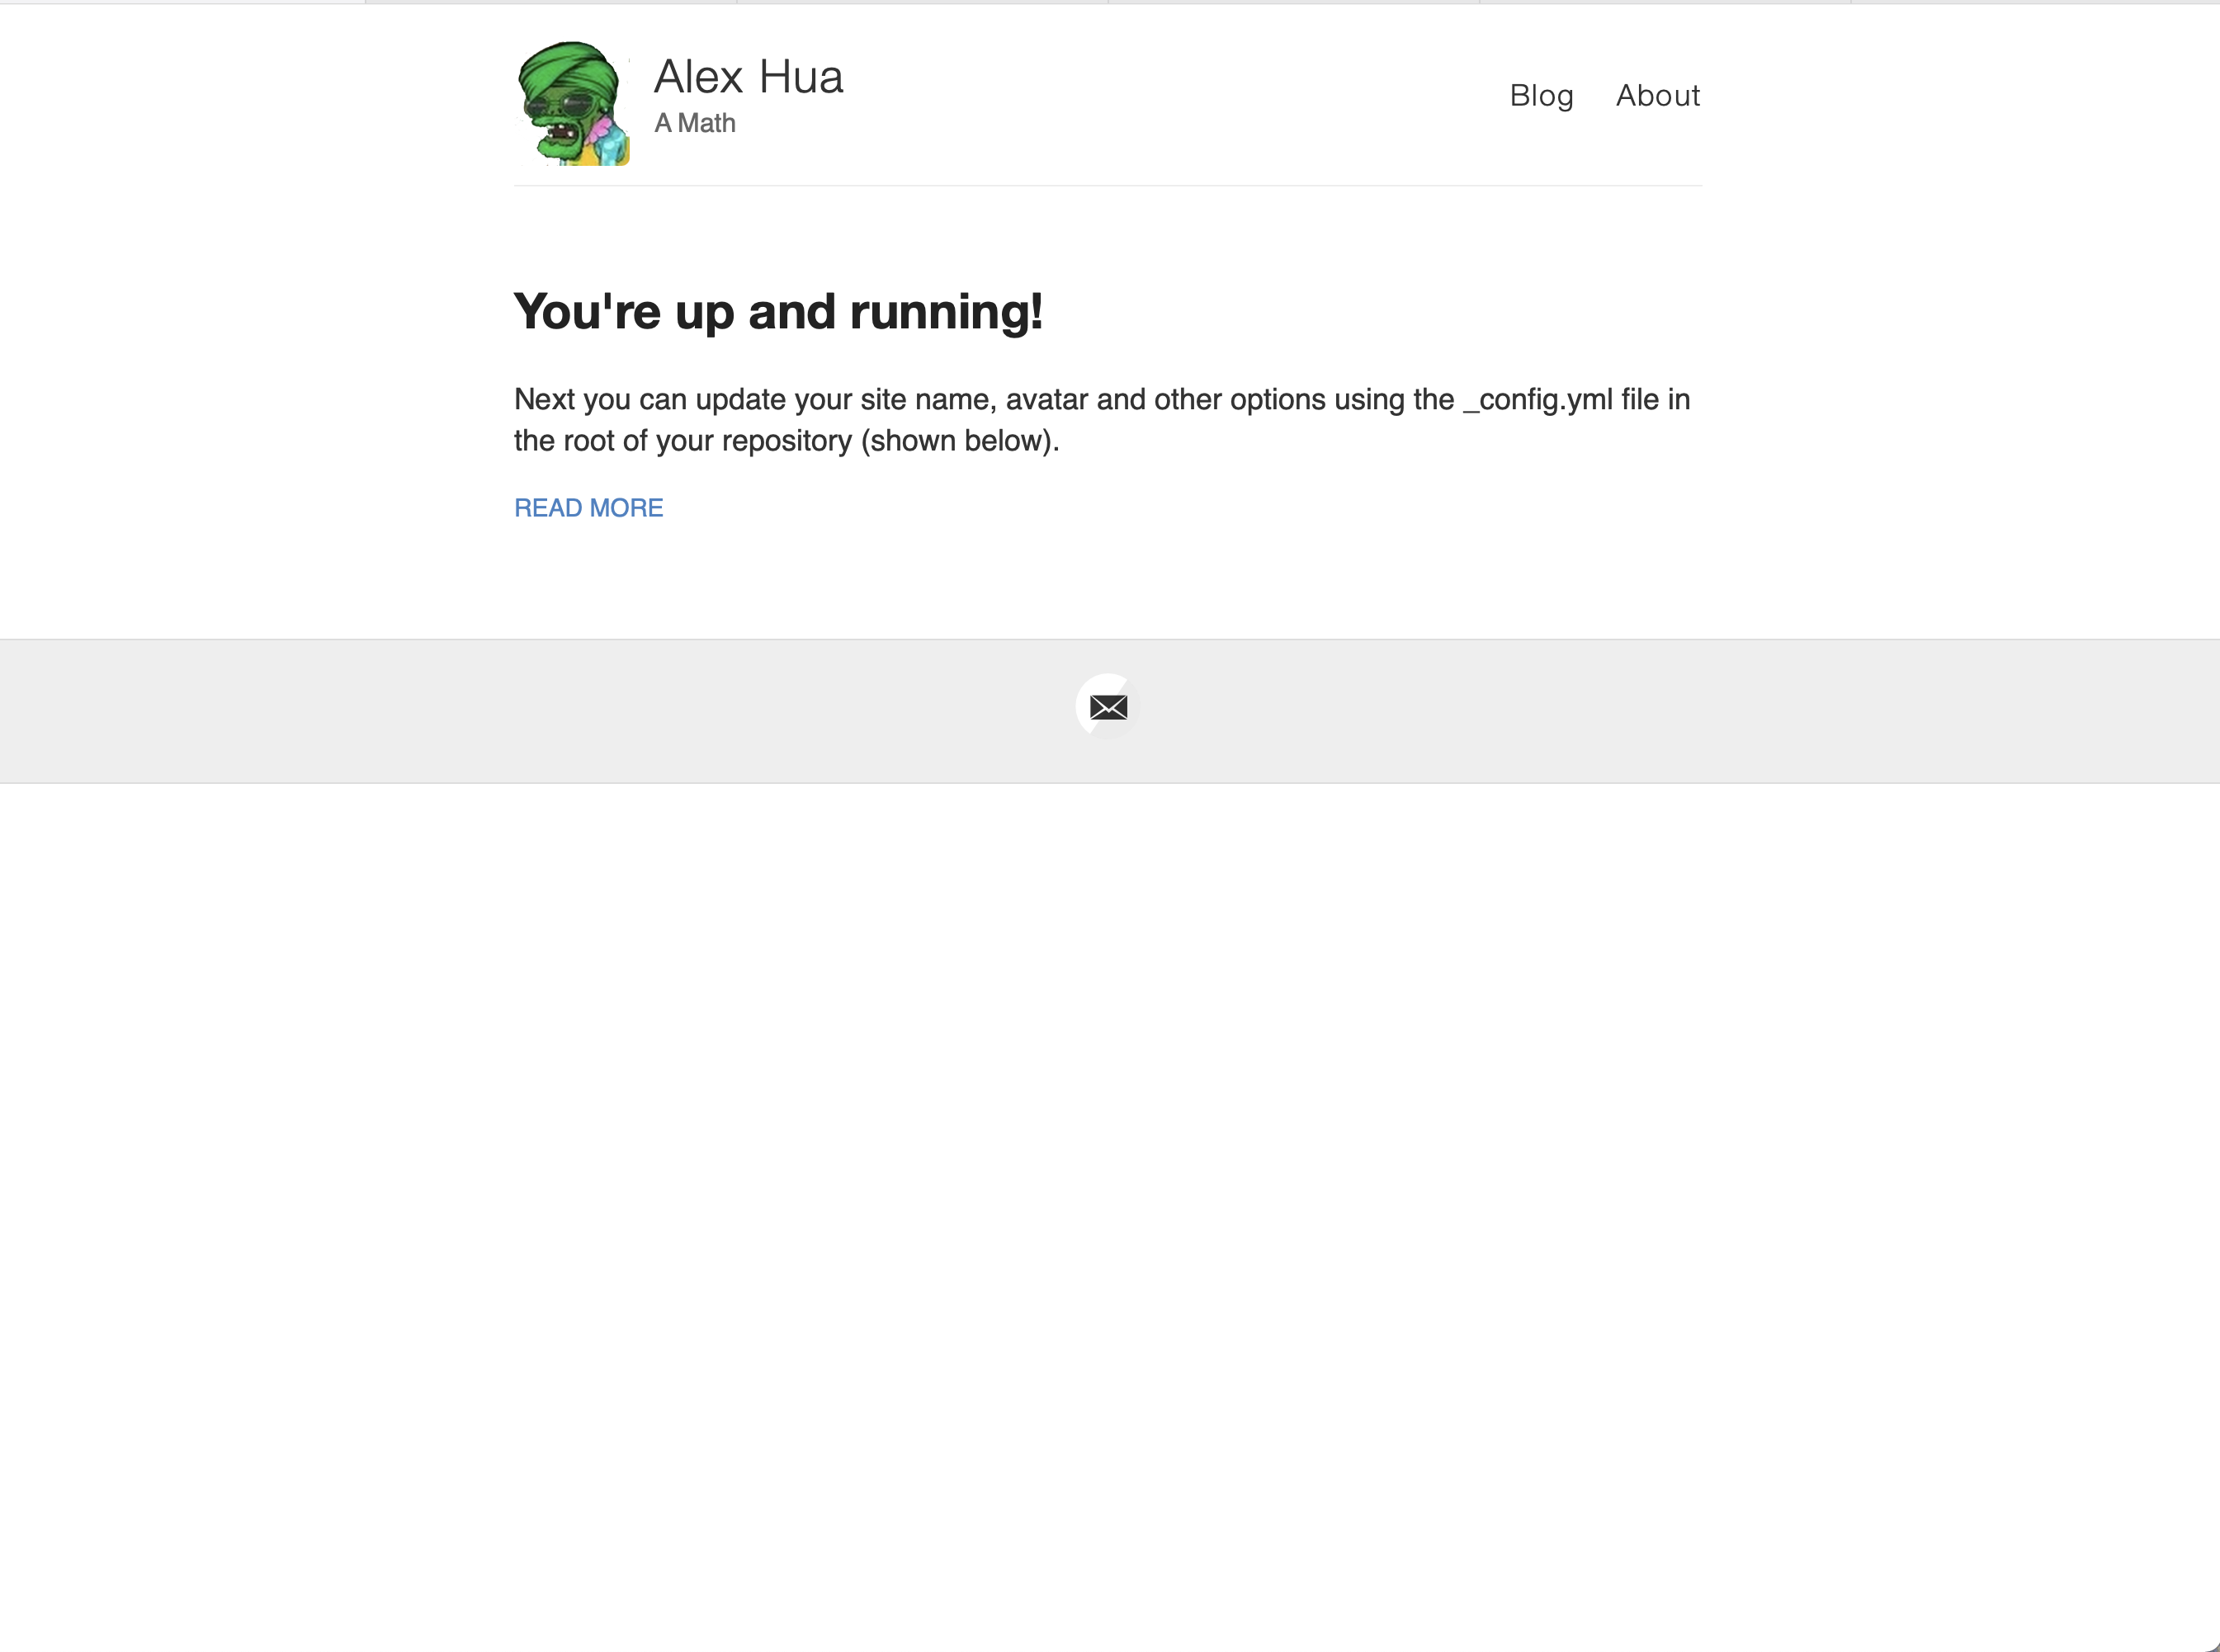 Alex Hua
A Math
Blog About
You're up and running!
Next you can update your site name, avatar and other options using the _config.yml file in
the root of your repository (shown below).
READ MORE